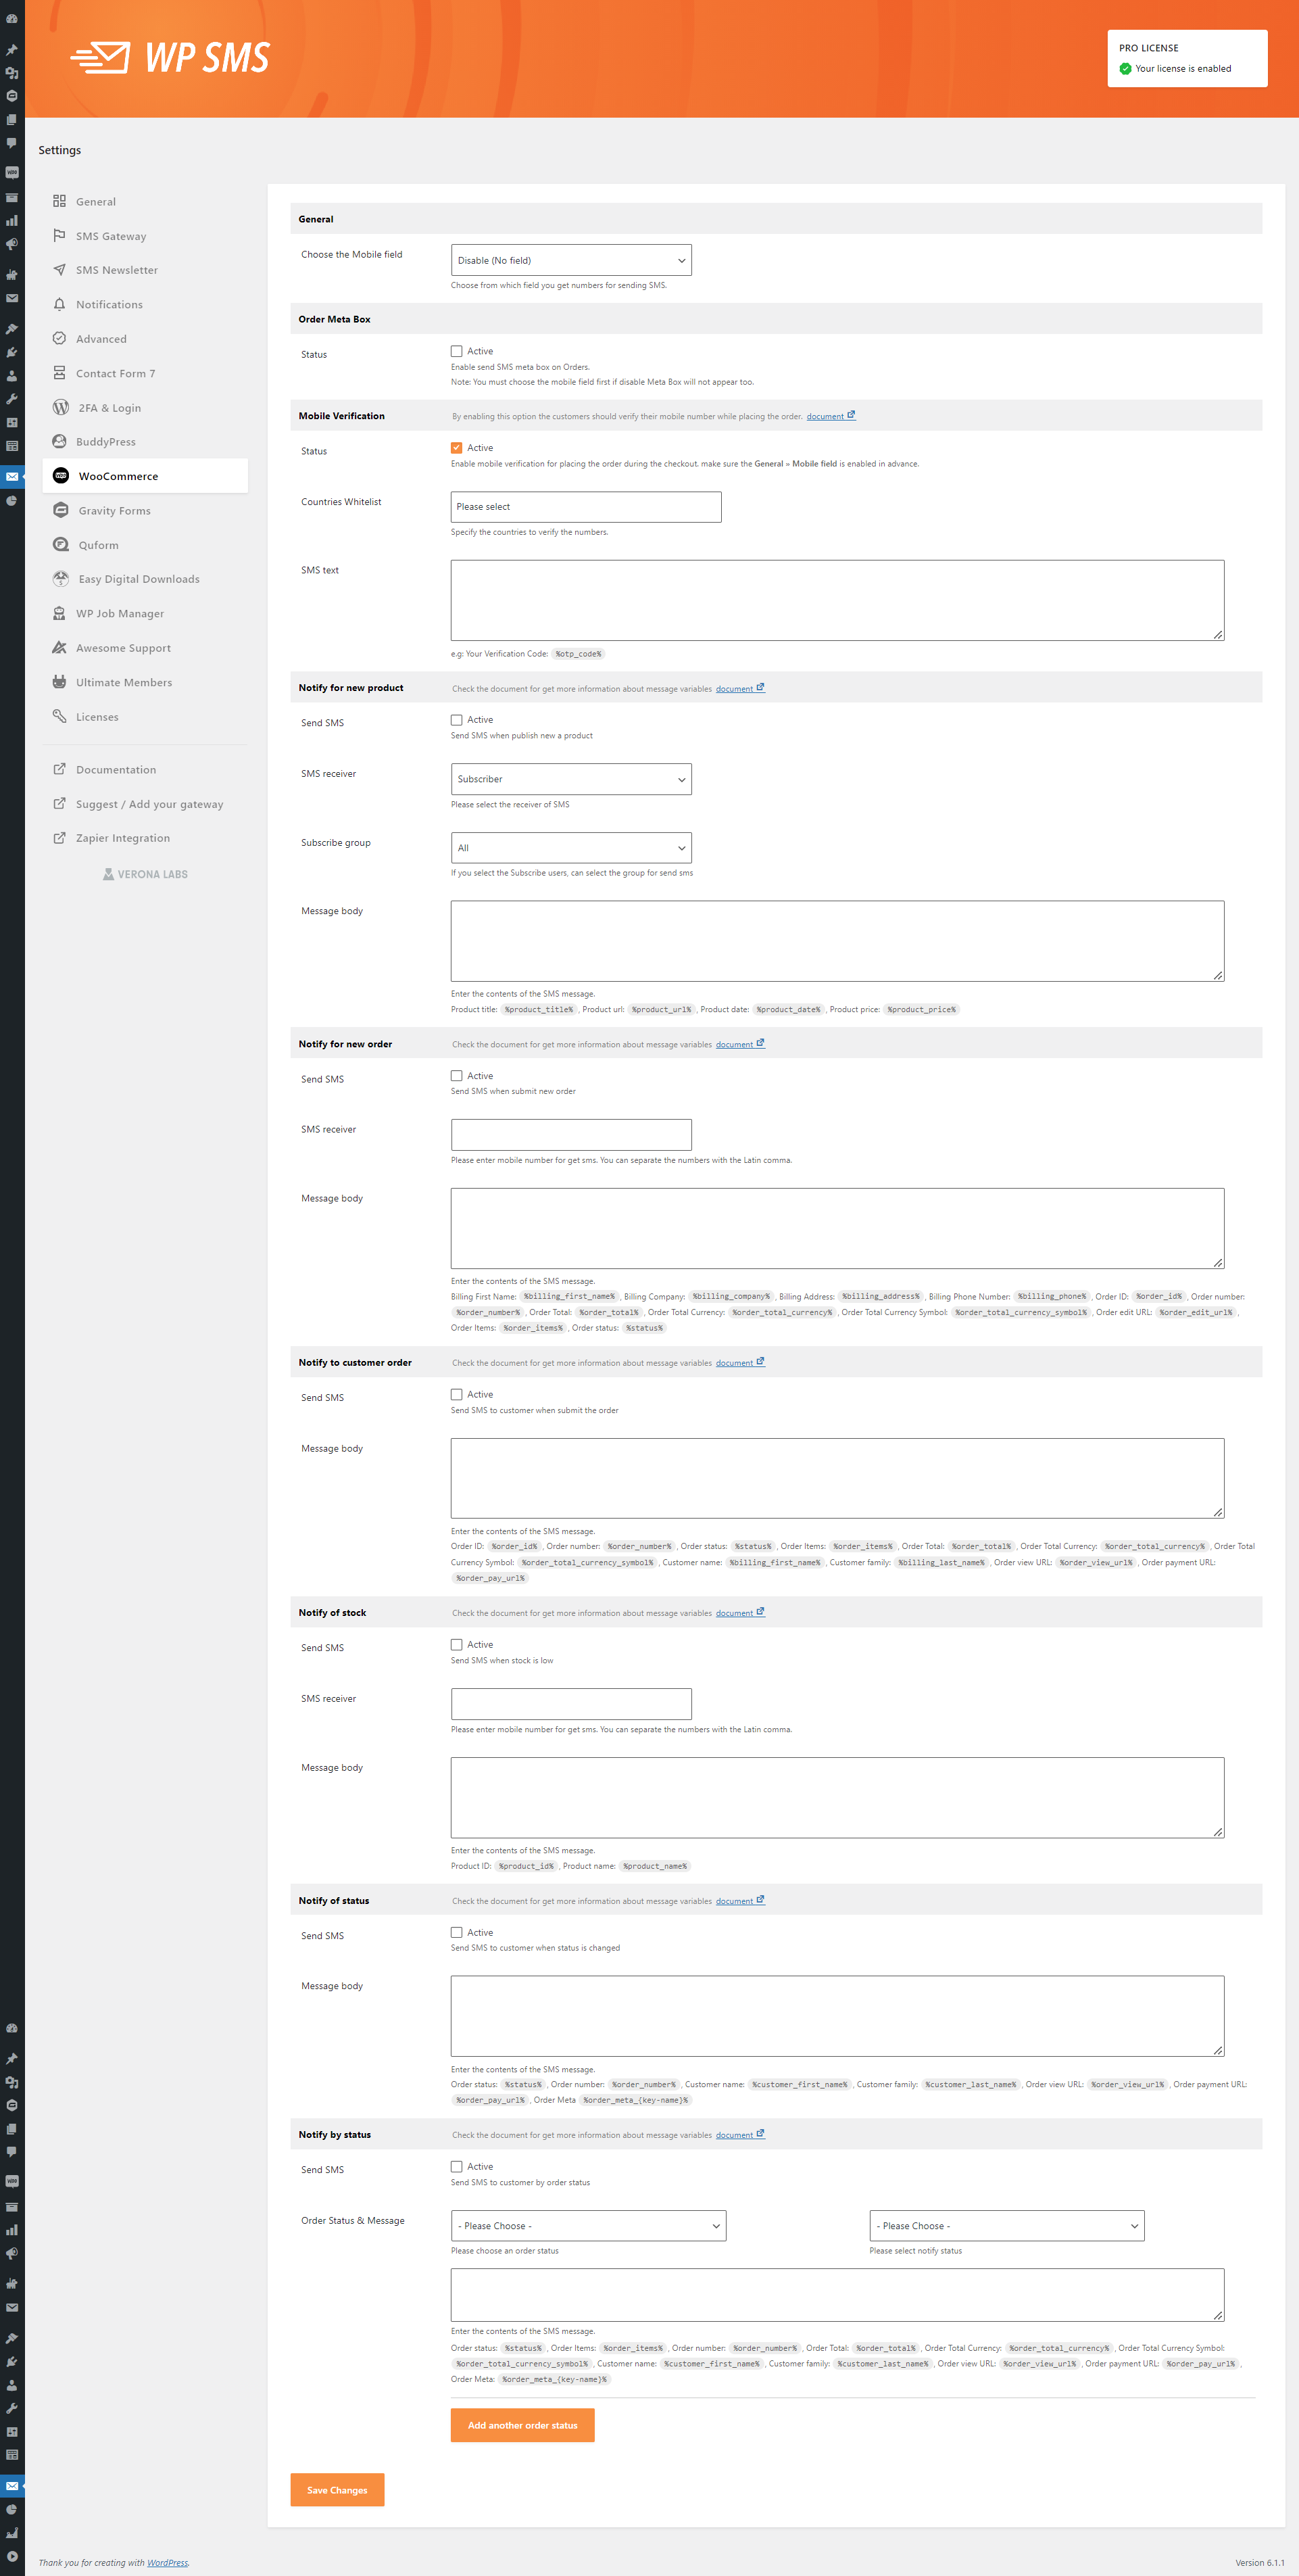 WP SMS
PRO LICENSE
Your license is enabled
Settings
General
SMS Gateway
SMS Newsletter
Notifications
Advanced
Contact Form 7
2FA & Login
BuddyPress
WooCommerce
Gravity Forms
Quform
Easy Digital Downloads
WP Job Manager
Awesome Support
Ultimate Members
Licenses
Documentation
Suggest / Add your gateway
Zapier Integration
VERONA LABS
General
Choose the Mobile field
Disable (No field)
Choose from which field you get numbers for sending SMS.
Order Meta Box
Status
Active
Enable send SMS meta box on Orders.
Note: You must choose the mobile field first if disable Meta Box will not appear too.
Mobile Verification By enabling this option the customers should verify their mobile number while placing the order. document
Status
Active
Enable mobile verification for placing the order during the checkout. make sure the General » Mobile field is enabled in advance.
Countries Whitelist
Please select
Specify the countries to verify the numbers.
SMS text
e.g: Your Verification Code: %otp_code%
Notify for new product Check the document for get more information about message variables document
Send SMS
Active
Send SMS when publish new a product
SMS receiver
Subscriber
Please select the receiver of SMS
Subscribe group
All
If you select the Subscribe users, can select the group for send sms
Message body
Enter the contents of the SMS message.
Product title: %product_title%, Product url: %product_url%, Product date: %product_date%, Product price: %product_price%
Notify for new order Check the document for get more information about message variables document
Send SMS
Active
Send SMS when submit new order
SMS receiver
Please enter mobile number for get sms. You can separate the numbers with the Latin comma.
Message body
Enter the contents of the SMS message.
Billing First Name: %billing_first_name%, Billing Company: %billing_company%, Billing Address: %billing_address%, Billing Phone Number: %billing_phone%, Order ID: %order_id%, Order number:
%order_number%, Order Total: %order_total%, Order Total Currency: %order_total_currency%, Order Total Currency Symbol: %order_total_currency_symbol%, Order edit URL: %order_edit_url%,
Order Items: %order_items%, Order status: %status%
Notify to customer order Check the document for get more information about message variables document
Send SMS
Active
Send SMS to customer when submit the order
Message body
Enter the contents of the SMS message.
Order ID: %order_id%, Order number: %order_number%, Order status: %status%, Order Items: %order_items%, Order Total: %order_total%, Order Total Currency: %order_total_currency%, Order Total
Currency Symbol: %order_total_currency_symbol%, Customer name: %billing_first_name%, Customer family: %billing_last_name%, Order view URL: %order_view_url%, Order payment URL:
%order_pay_url%
Notify of stock Check the document for get more information about message variables document
Send SMS
Active
Send SMS when stock is low
SMS receiver
Please enter mobile number for get sms. You can separate the numbers with the Latin comma.
Message body
Enter the contents of the SMS message.
Product ID: %product_id%, Product name: %product_name%
Notify of status Check the document for get more information about message variables document
Send SMS
Active
Send SMS to customer when status is changed
Message body
Enter the contents of the SMS message.
Order status: %status%, Order number: %order_number%, Customer name: %customer_first_name%, Customer family: %customer_last_name%, Order view URL: %order_view_url%, Order payment URL:
%order_pay_url%, Order Meta %order_meta_{key-name}%
Notify by status Check the document for get more information about message variables document
Send SMS
Active
Send SMS to customer by order status
Order Status & Message
- Please Choose - - Please Choose -
Please choose an order status Please select notify status
Enter the contents of the SMS message.
Order status: %status%, Order Items: %order_items%, Order number: %order_number%, Order Total: %order_total%, Order Total Currency: %order_total_currency%, Order Total Currency Symbol:
%order_total_currency_symbol%, Customer name: %customer_first_name%, Customer family: %customer_last_name%, Order view URL: %order_view_url%, Order payment URL: %order_pay_url%,
Order Meta: %order_meta_{key-name}%
Add another order status
Save Changes
Thank you for creating with WordPress.
Version 6.1.1